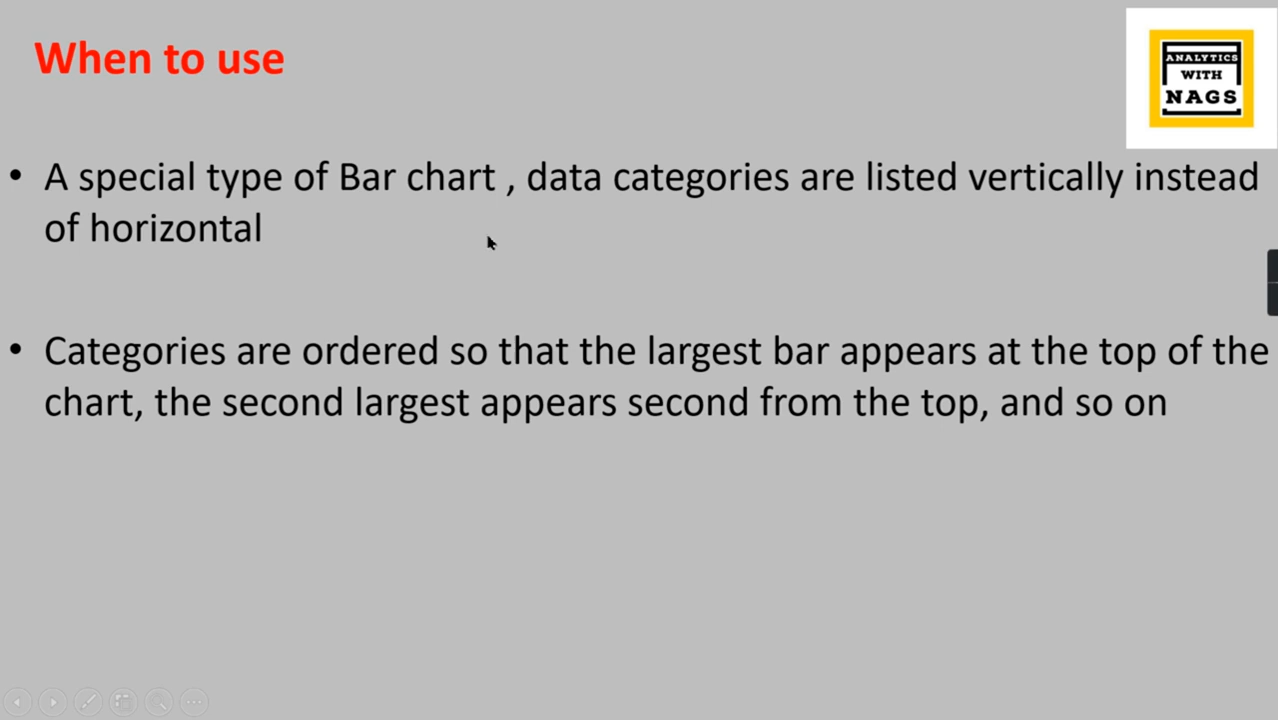 When to use
ANALYTICS
WITH
NAGS
• A special type of Bar chart , data categories are listed vertically instead
of horizontal
• Categories are ordered so that the largest bar appears at the top of the
chart, the second largest appears second from the top, and so on